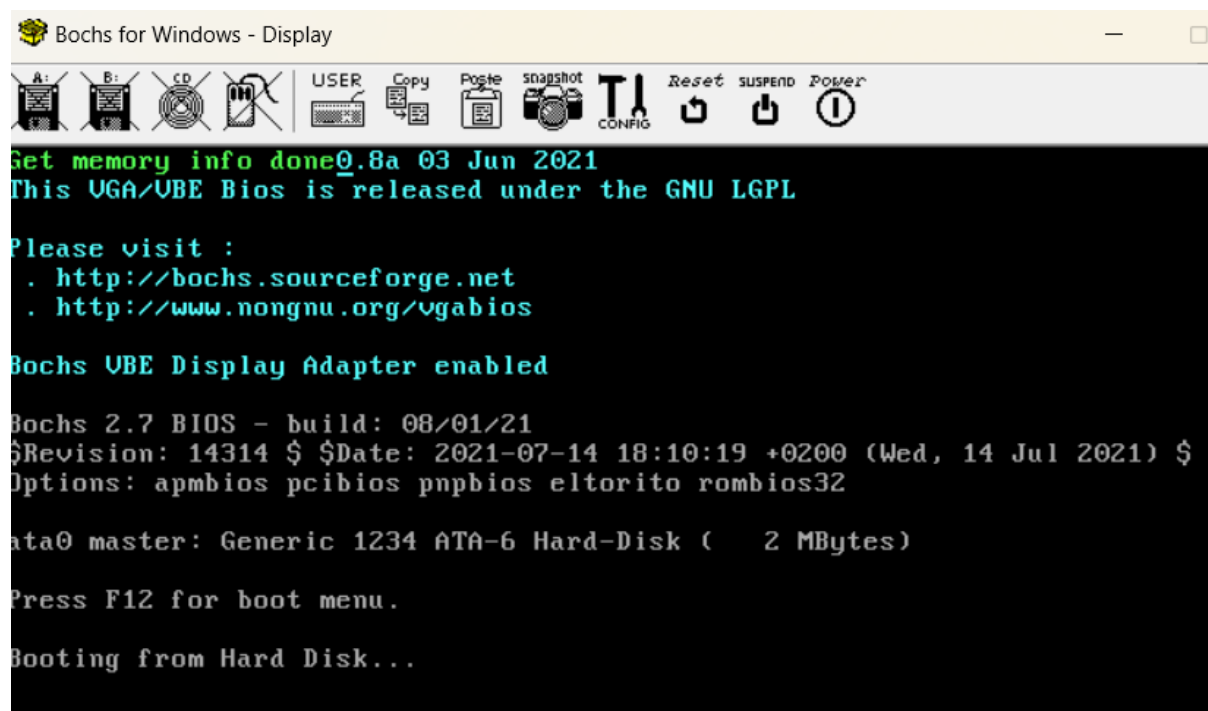 Bochs for Windows - Display
A: B: CD USER Copy Poste snapshot CONFIG Reset SUSPEND Power
Get memory info done0.8a 03 Jun 2021
This VGA/VBE Bios is released under the GNU LGPL
Please visit :
. http://bochs.sourceforge.net
. http://www.nongnu.org/vgabios
Bochs VBE Display Adapter enabled
Bochs 2.7 BIOS - build: 08/01/21
$Revision: 14314 $ $Date: 2021-07-14 18:10:19 +0200 (Wed, 14 Jul 2021) $
Options: apmbios pcibios pnpbios eltorito rombios32
ata0 master: Generic 1234 ATA-6 Hard-Disk (   2 MBytes)
Press F12 for boot menu.
Booting from Hard Disk...